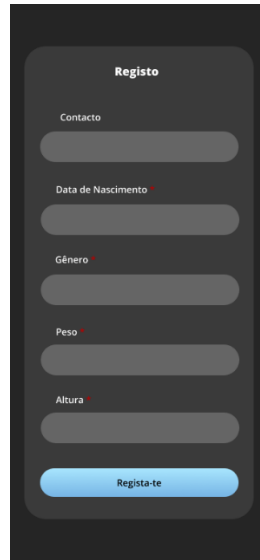 Registo
Contacto
Data de Nascimento *
Gênero *
Peso *
Altura *
Regista-te